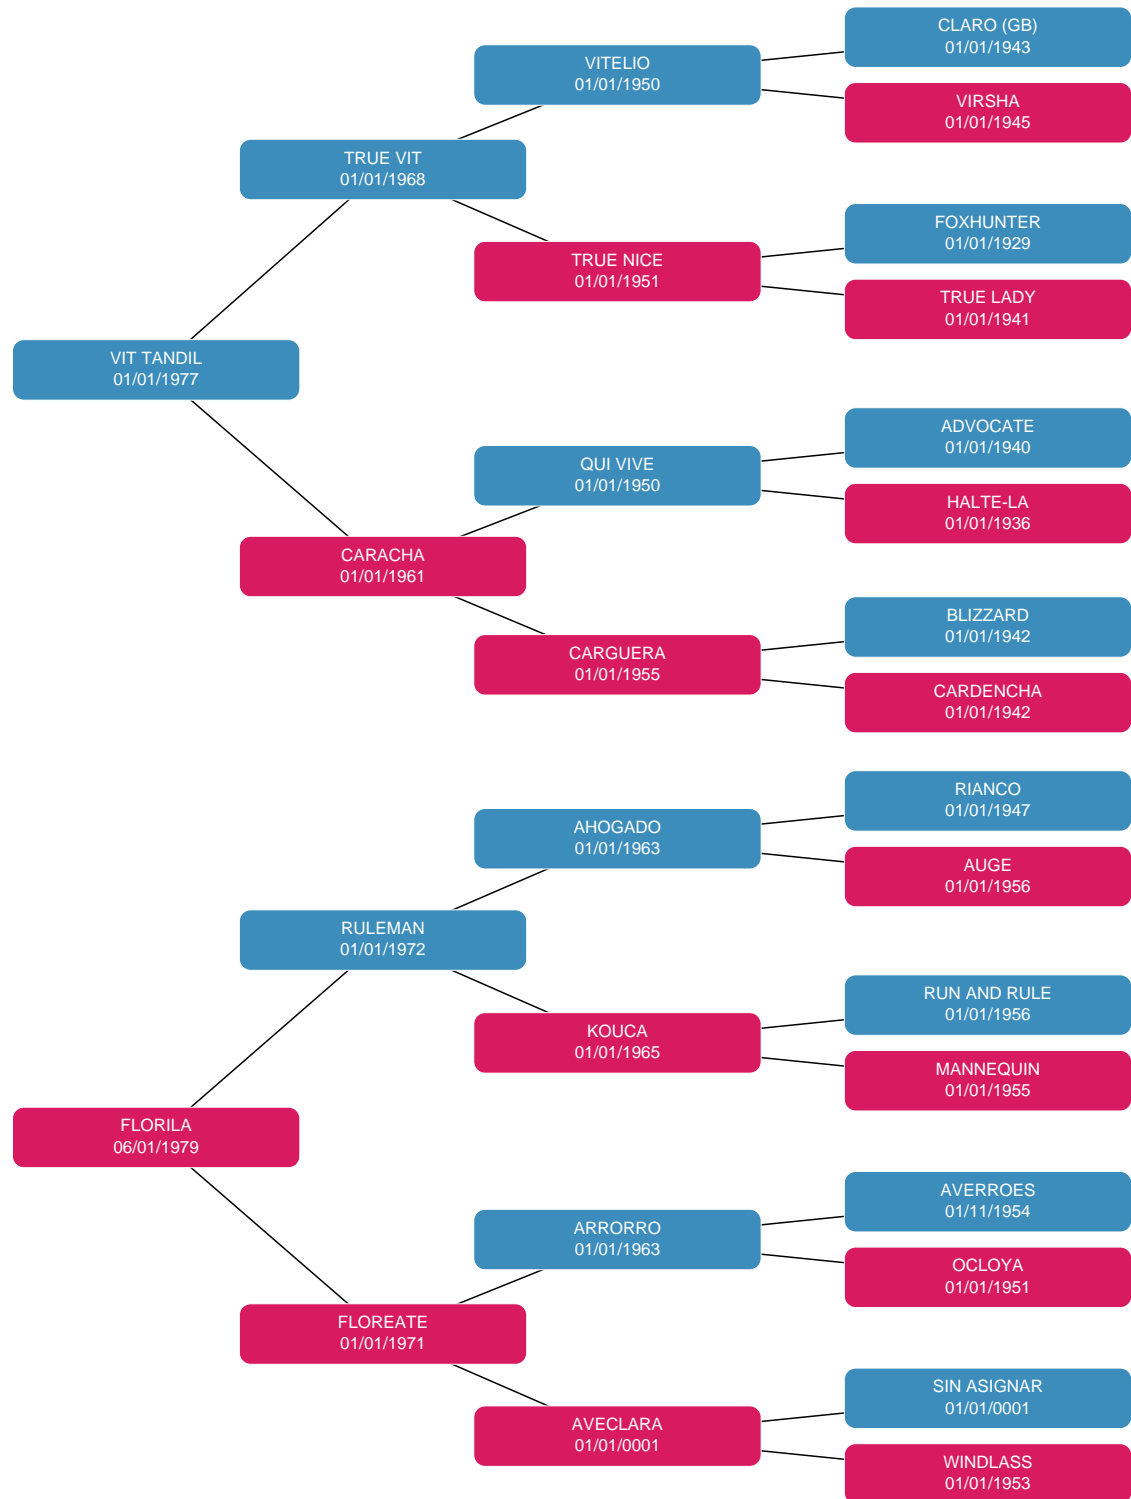 CLARO (GB)
01/01/1943
VITELIO
01/01/1950
VIRSHA
01/01/1945
TRUE VIT
01/01/1968
FOXHUNTER
01/01/1929
TRUE NICE
01/01/1951
TRUE LADY
01/01/1941
VIT TANDIL
01/01/1977
ADVOCATE
01/01/1940
QUI VIVE
01/01/1950
HALTE-LA
01/01/1936
CARACHA
01/01/1961
BLIZZARD
01/01/1942
CARGUERA
01/01/1955
CARDENCHA
01/01/1942
RIANCO
01/01/1947
AHOGADO
01/01/1963
AUGE
01/01/1956
RULEMAN
01/01/1972
RUN AND RULE
01/01/1956
KOUCA
01/01/1965
MANNEQUIN
01/01/1955
FLORILA
06/01/1979
AVERROES
01/11/1954
ARRORRO
01/01/1963
OCLOYA
01/01/1951
FLOREATE
01/01/1971
SIN ASIGNAR
01/01/0001
AVECLARA
01/01/0001
WINDLASS
01/01/1953